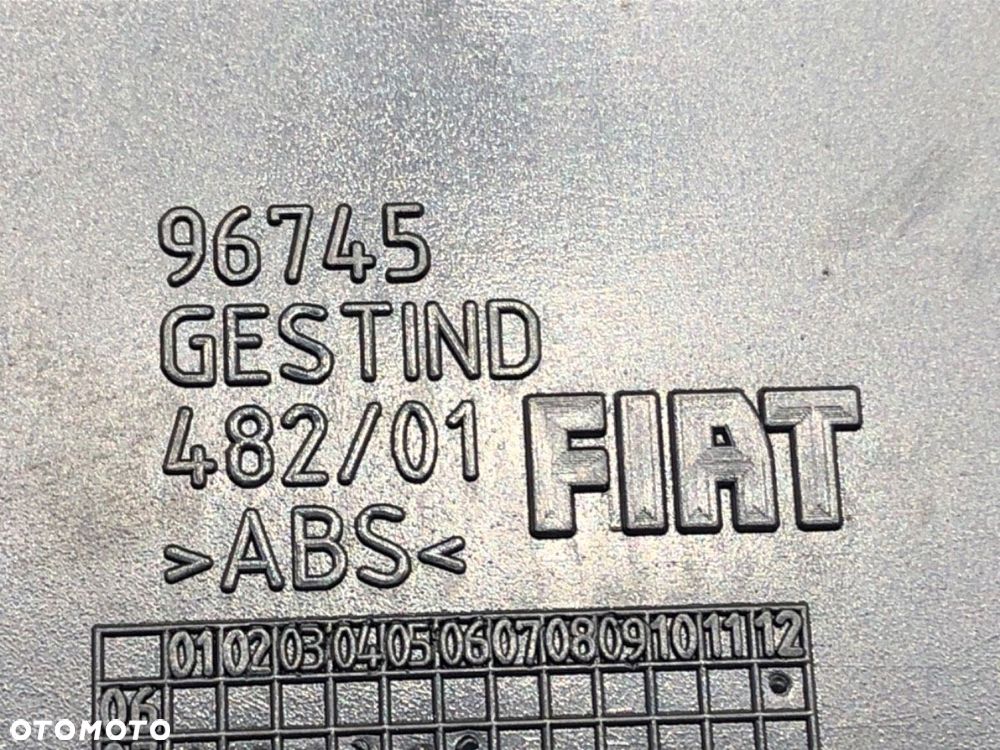 96745
GESTIND
482/01
FIAT
>ABS<
01 02 03 04 05 06 07 08 09 10 11 12
06
OTOMOTO